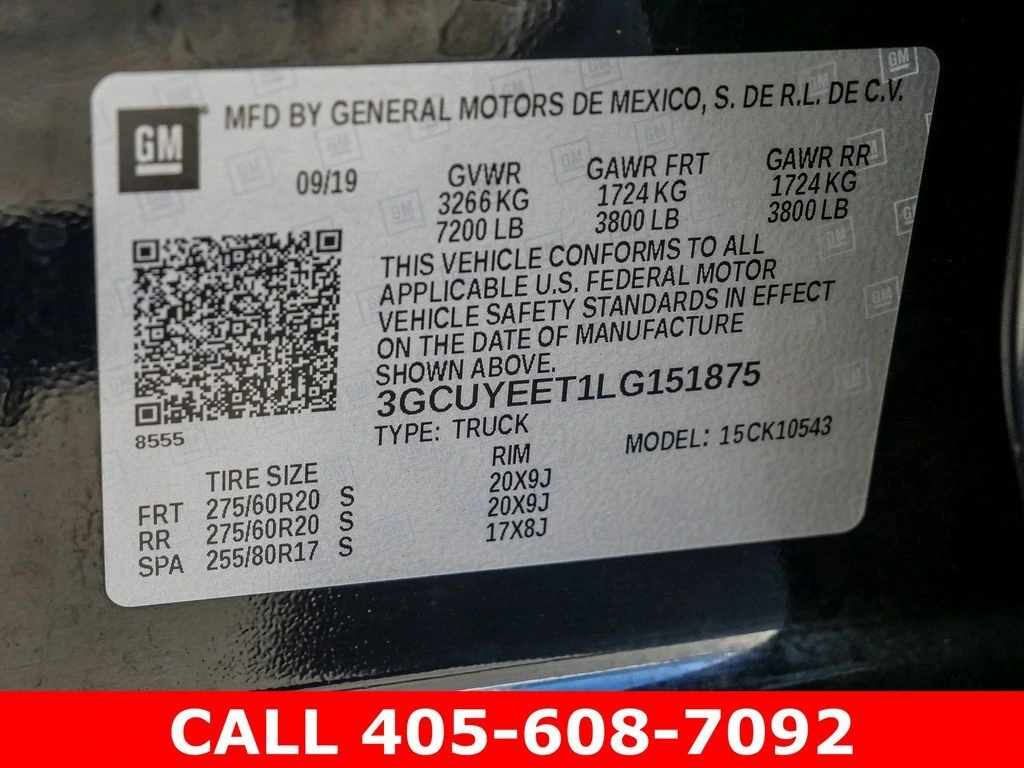 GM
MFD BY GENERAL MOTORS DE MEXICO, S. DE R.L. DE C.V.
09/19
GVWR GAWR FRT GAWR RR
3266 KG 1724 KG 1724 KG
7200 LB 3800 LB 3800 LB
THIS VEHICLE CONFORMS TO ALL
APPLICABLE U.S. FEDERAL MOTOR
VEHICLE SAFETY STANDARDS IN EFFECT
ON THE DATE OF MANUFACTURE
SHOWN ABOVE.
3GCUYEET1LG151875
8555
TYPE: TRUCK MODEL: 15CK10543
TIRE SIZE RIM
FRT 275/60R20 S 20X9J
RR 275/60R20 S 20X9J
SPA 255/80R17 S 17X8J
CALL 405-608-7092